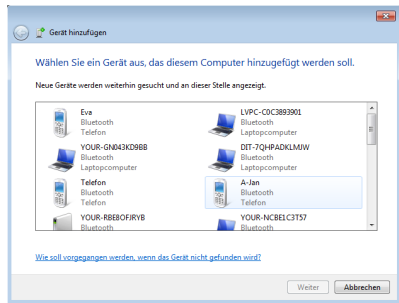 Gerät hinzufügen
Wählen Sie ein Gerät aus, das diesem Computer hinzugefügt werden soll.
Neue Geräte werden weiterhin gesucht und an dieser Stelle angezeigt.
Eva
Bluetooth
Telefon
LVPC-C0C3893901
Bluetooth
Laptopcomputer
YOUR-GN043KD9BB
Bluetooth
Laptopcomputer
DIT-7QHPADKLMJW
Bluetooth
Laptopcomputer
Telefon
Bluetooth
Telefon
A-Jan
Bluetooth
Telefon
YOUR-RBE8OFJRYB
Bluetooth
YOUR-NCBE1C3T57
Bluetooth
Wie soll vorgegangen werden, wenn das Gerät nicht gefunden wird?
Weiter
Abbrechen